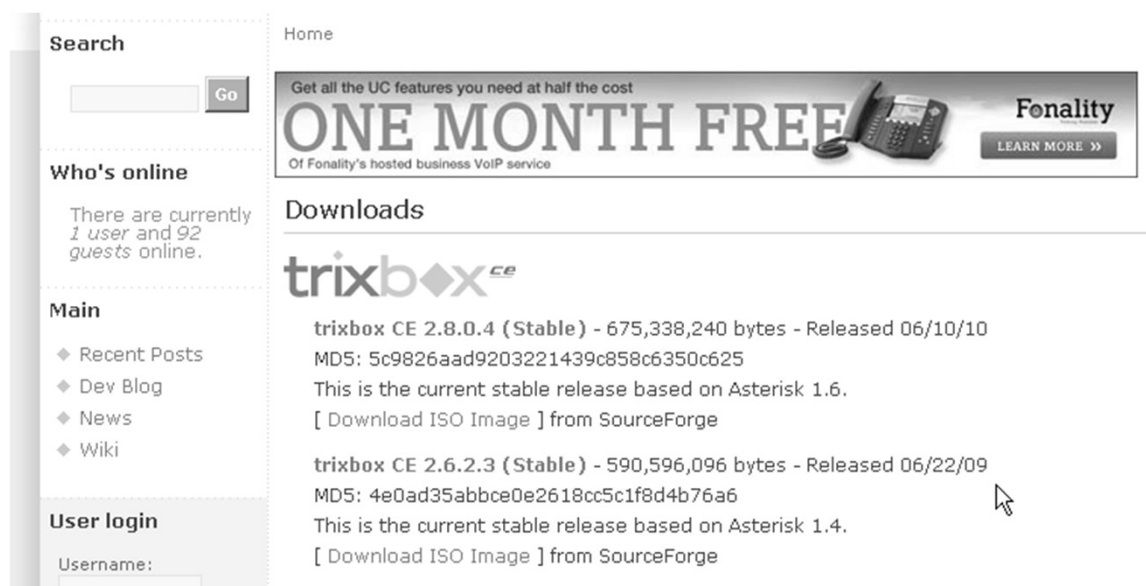 Search
Go
Who's online
There are currently
1 user and 92
guests online.
Main
Recent Posts
Dev Blog
News
Wiki
User login
Username:
Home
Get all the UC features you need at half the cost
ONE MONTH FREE
Of Fonality's hosted business VoIP service
Fonality
LEARN MORE »
Downloads
trixbox ce
trixbox CE 2.8.0.4 (Stable) - 675,338,240 bytes - Released 06/10/10
MD5: 5c9826aad9203221439c858c6350c625
This is the current stable release based on Asterisk 1.6.
[ Download ISO Image ] from SourceForge
trixbox CE 2.6.2.3 (Stable) - 590,596,096 bytes - Released 06/22/09
MD5: 4e0ad35abbce0e2618cc5c1f8d4b76a6
This is the current stable release based on Asterisk 1.4.
[ Download ISO Image ] from SourceForge